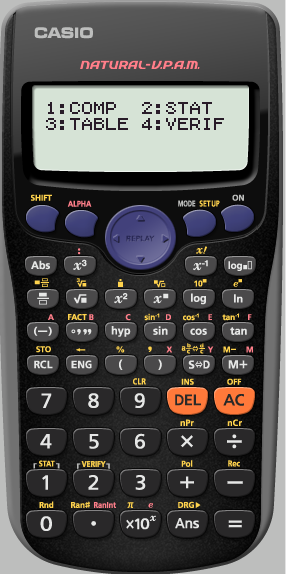 CASIO
NATURAL-V.P.A.M.
1:COMP 2:STAT
3:TABLE 4:VERIF
SHIFT ALPHA MODE SETUP ON
REPLAY
: x!
Abs x³ x⁻¹ log
³√ ⁿ√ 10ˣ eˣ
√ x² log ln
A FACT B C sin⁻¹ D cos⁻¹ E tan⁻¹ F
(−) °,,, hyp sin cos tan
STO ← % , X Y M− M
RCL ENG ( ) S⇔D M+
CLR INS OFF
7 8 9 DEL AC
nPr nCr
4 5 6 × ÷
STAT VERIFY Pol Rec
1 2 3 + −
Rnd Ran# RanInt π e DRG▶
0 • ×10ˣ Ans =